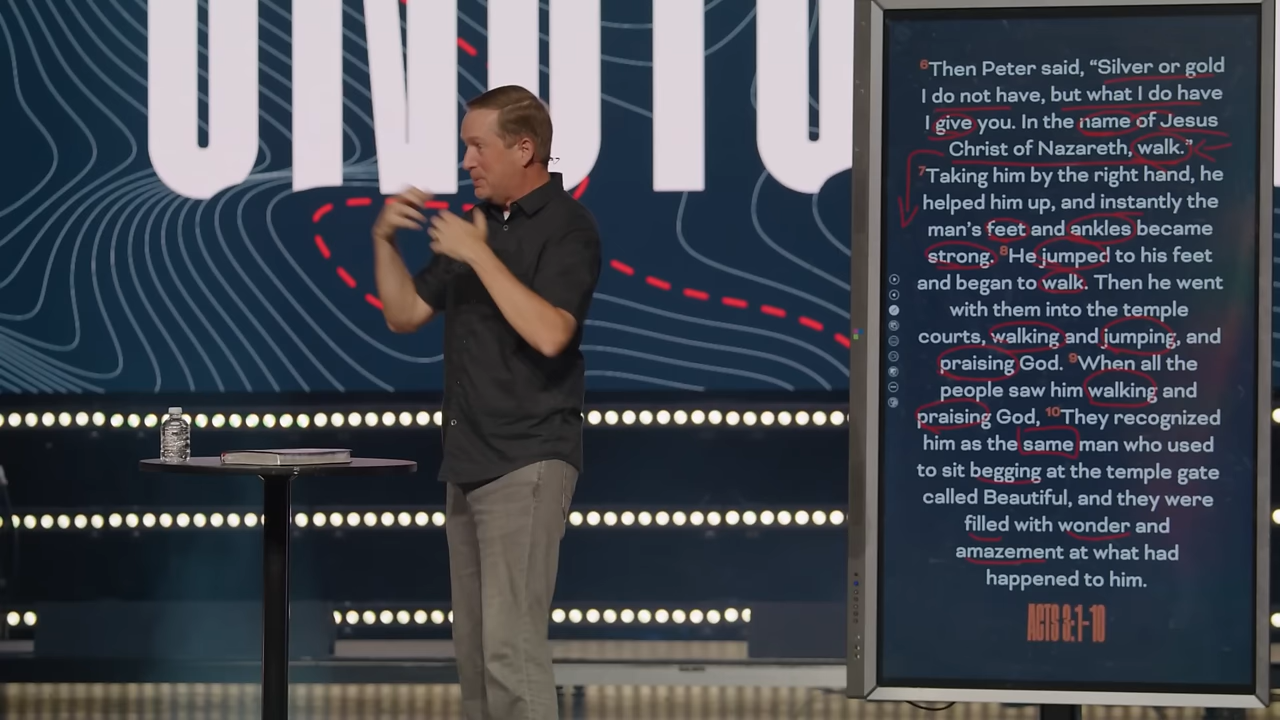 6Then Peter said, “Silver or gold
I do not have, but what I do have
I give you. In the name of Jesus
Christ of Nazareth, walk.”
7Taking him by the right hand, he
helped him up, and instantly the
man’s feet and ankles became
strong. 8He jumped to his feet
and began to walk. Then he went
with them into the temple
courts, walking and jumping, and
praising God. 9When all the
people saw him walking and
praising God, 10They recognized
him as the same man who used
to sit begging at the temple gate
called Beautiful, and they were
filled with wonder and
amazement at what had
happened to him.
ACTS 3:1-10